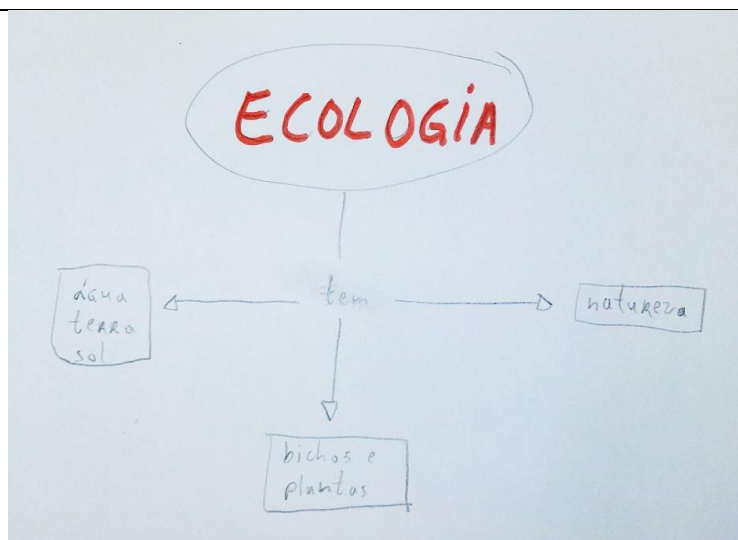 ECOLOGIA
tem
água
terra
sol
natureza
bichos e
plantas